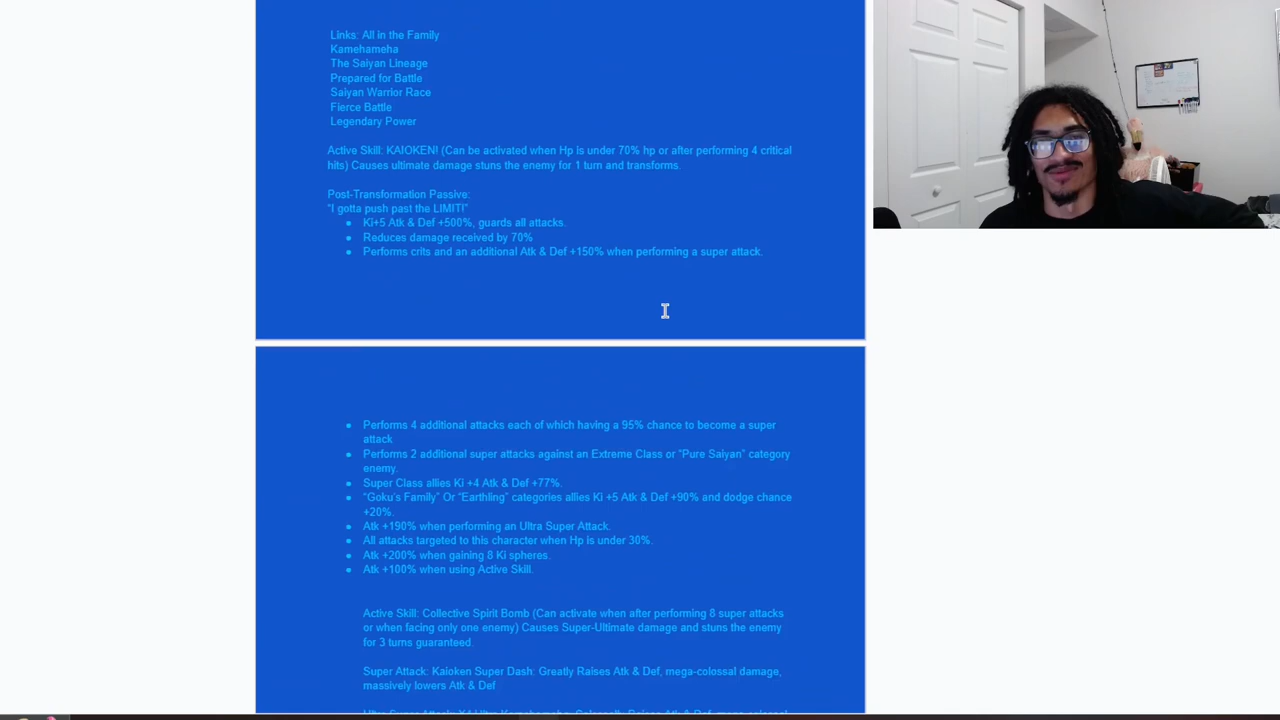 Links: All in the Family
Kamehameha
The Saiyan Lineage
Prepared for Battle
Saiyan Warrior Race
Fierce Battle
Legendary Power
Active Skill: KAIOKEN! (Can be activated when Hp is under 70% hp or after performing 4 critical
hits) Causes ultimate damage stuns the enemy for 1 turn and transforms.
Post-Transformation Passive:
"I gotta push past the LIMIT!"
● Ki+5 Atk & Def +500%, guards all attacks.
● Reduces damage received by 70%
● Performs crits and an additional Atk & Def +150% when performing a super attack.
● Performs 4 additional attacks each of which having a 95% chance to become a super
attack
● Performs 2 additional super attacks against an Extreme Class or "Pure Saiyan" category
enemy.
● Super Class allies Ki +4 Atk & Def +77%.
● "Goku's Family" Or "Earthling" categories allies Ki +5 Atk & Def +90% and dodge chance
+20%.
● Atk +190% when performing an Ultra Super Attack.
● All attacks targeted to this character when Hp is under 30%.
● Atk +200% when gaining 8 Ki spheres.
● Atk +100% when using Active Skill.
Active Skill: Collective Spirit Bomb (Can activate when after performing 8 super attacks
or when facing only one enemy) Causes Super-Ultimate damage and stuns the enemy
for 3 turns guaranteed.
Super Attack: Kaioken Super Dash: Greatly Raises Atk & Def, mega-colossal damage,
massively lowers Atk & Def